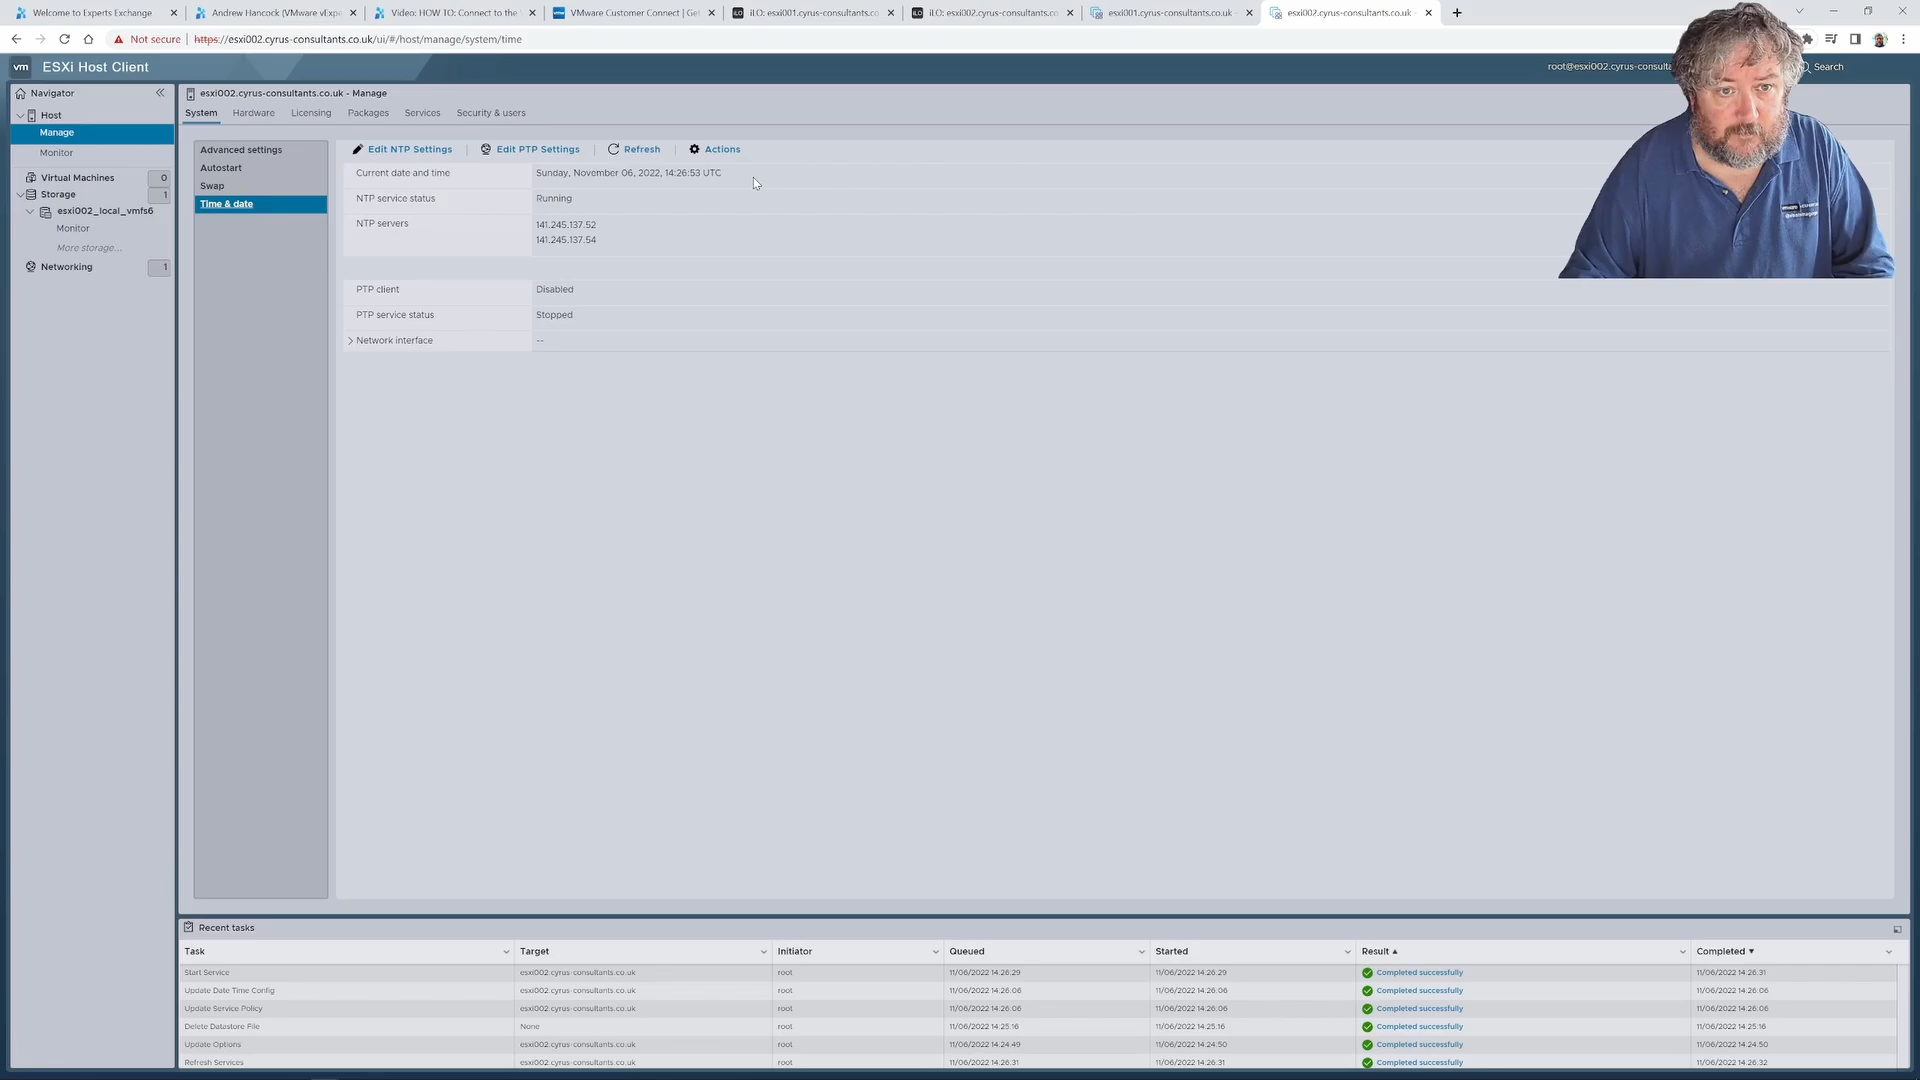 Welcome to Experts Exchange
Andrew Hancock (VMware vExpe
Video: HOW TO: Connect to the
VMware Customer Connect | Get
iLO: esxi001.cyrus-consultants.co
iLO: esxi002.cyrus-consultants.co
esxi001.cyrus-consultants.co.uk
esxi002.cyrus-consultants.co.uk
Not secure
https://esxi002.cyrus-consultants.co.uk/ui/#/host/manage/system/time
vm ESXi Host Client
root@esxi002.cyrus-consulta
Search
Navigator
Host
Manage
Monitor
Virtual Machines 0
Storage 1
esxi002_local_vmfs6
Monitor
More storage...
Networking 1
esxi002.cyrus-consultants.co.uk - Manage
System Hardware Licensing Packages Services Security & users
Advanced settings
Autostart
Swap
Time & date
Edit NTP Settings Edit PTP Settings Refresh Actions
Current date and time Sunday, November 06, 2022, 14:26:53 UTC
NTP service status Running
NTP servers 141.245.137.52
141.245.137.54
PTP client Disabled
PTP service status Stopped
Network interface --
Recent tasks
Task Target Initiator Queued Started Result Completed
Start Service esxi002.cyrus-consultants.co.uk root 11/06/2022 14:26:29 11/06/2022 14:26:29 Completed successfully 11/06/2022 14:26:31
Update Date Time Config esxi002.cyrus-consultants.co.uk root 11/06/2022 14:26:06 11/06/2022 14:26:06 Completed successfully 11/06/2022 14:26:06
Update Service Policy esxi002.cyrus-consultants.co.uk root 11/06/2022 14:26:06 11/06/2022 14:26:06 Completed successfully 11/06/2022 14:26:06
Delete Datastore File None root 11/06/2022 14:25:16 11/06/2022 14:25:16 Completed successfully 11/06/2022 14:25:16
Update Options esxi002.cyrus-consultants.co.uk root 11/06/2022 14:24:49 11/06/2022 14:24:50 Completed successfully 11/06/2022 14:24:50
Refresh Services esxi002.cyrus-consultants.co.uk root 11/06/2022 14:26:31 11/06/2022 14:26:31 Completed successfully 11/06/2022 14:26:32